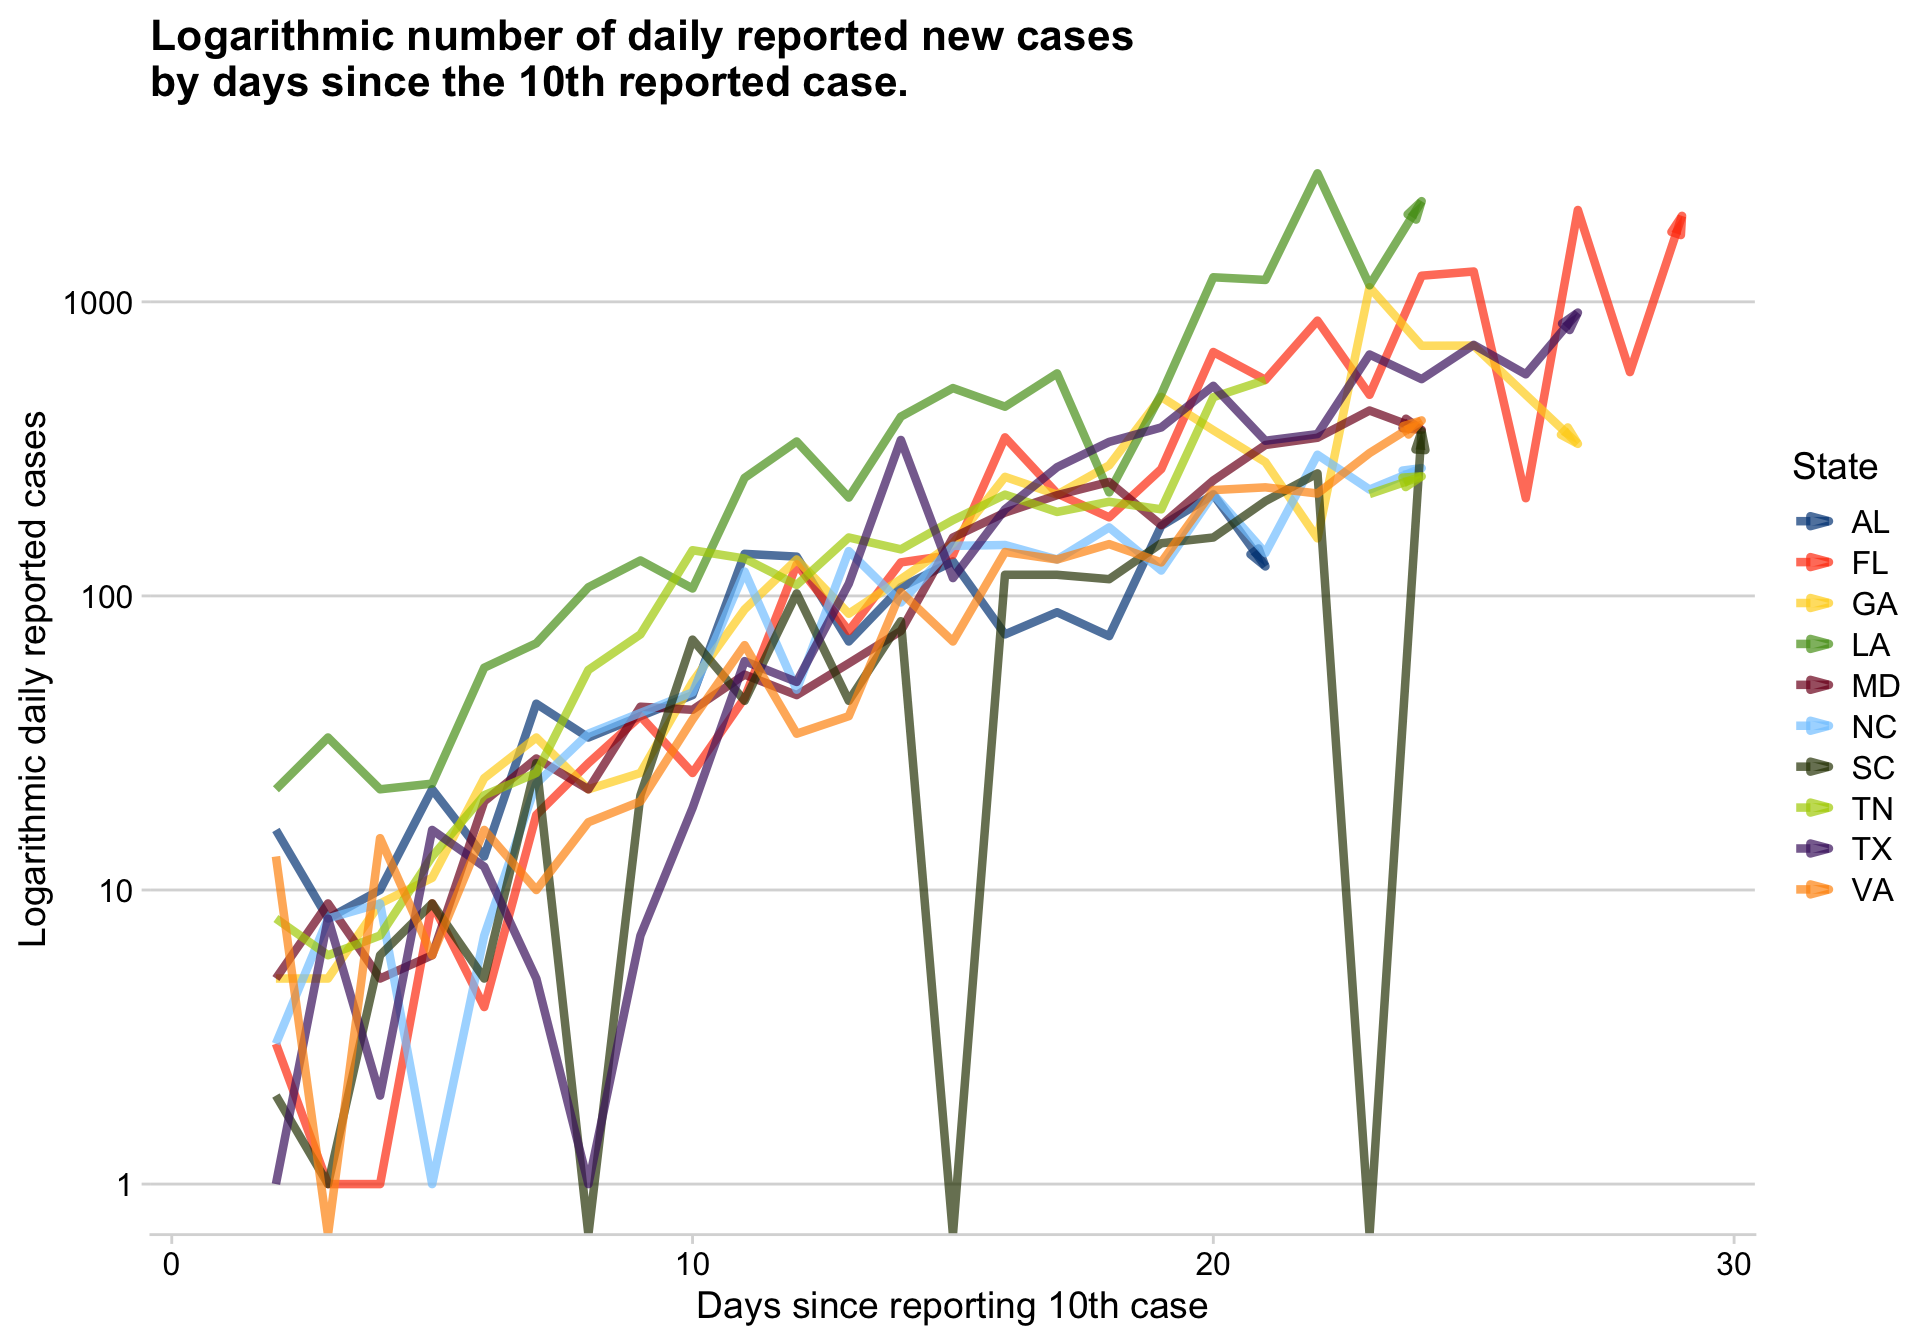 Logarithmic number of daily reported new cases
by days since the 10th reported case.
Logarithmic daily reported cases
1000
100
10
1
0
10
20
30
Days since reporting 10th case
State
AL
FL
GA
LA
MD
NC
SC
TN
TX
VA